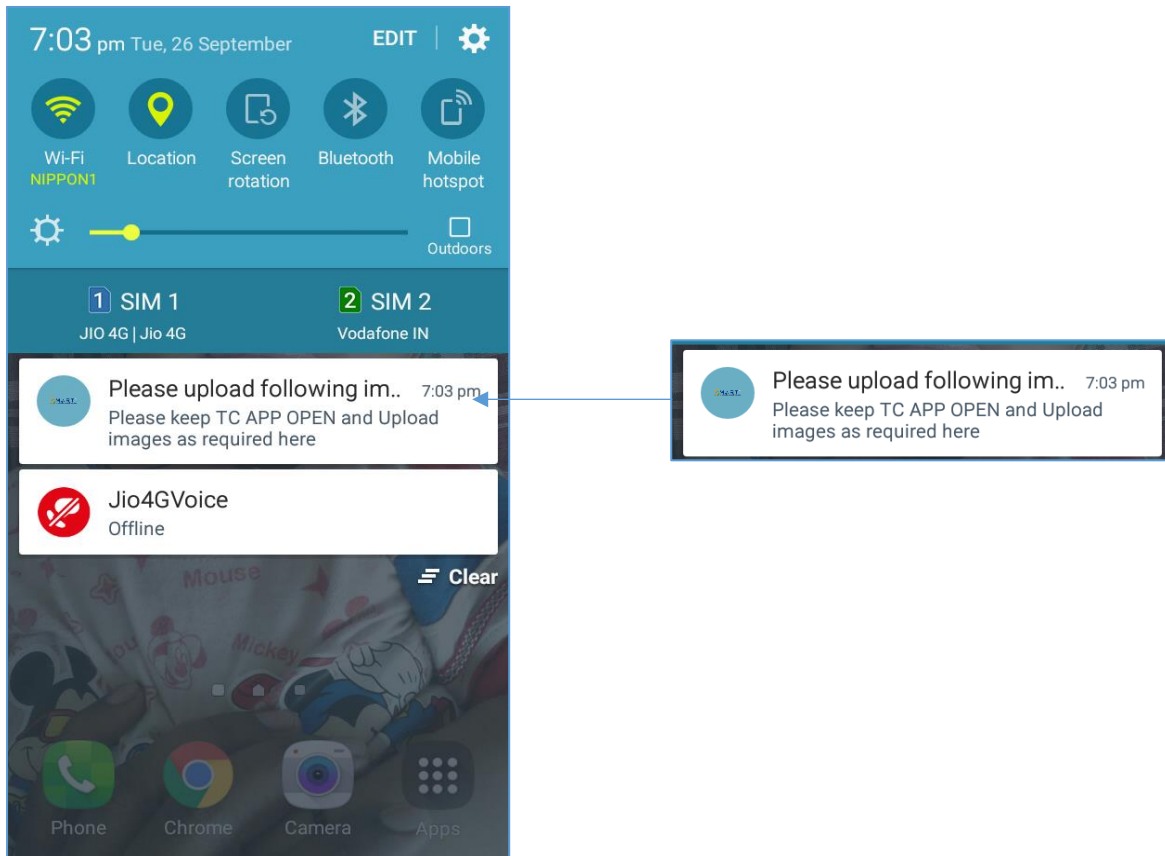 7:03 pm Tue, 26 September EDIT
Wi-Fi Location Screen rotation Bluetooth Mobile hotspot
NIPPON1
Outdoors
1 SIM 1 2 SIM 2
JIO 4G | Jio 4G Vodafone IN
Please upload following im.. 7:03 pm
Please keep TC APP OPEN and Upload
images as required here
Jio4GVoice
Offline
Clear
Mouse
Mickey
Phone Chrome Camera Apps
Please upload following im.. 7:03 pm
Please keep TC APP OPEN and Upload
images as required here